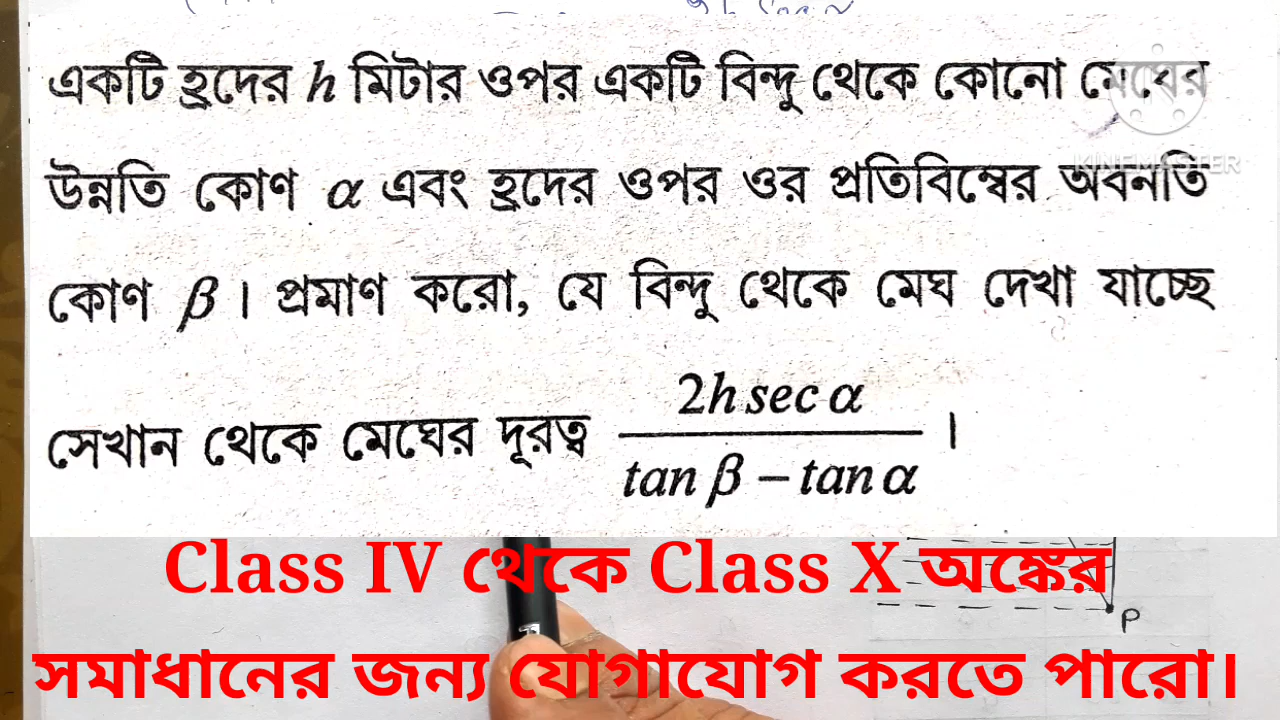 একটি হ্রদের h মিটার ওপর একটি বিন্দু থেকে কোনো মেঘের
KINEMASTER
উন্নতি কোণ α এবং হ্রদের ওপর ওর প্রতিবিম্বের অবনতি
কোণ β। প্রমাণ করো, যে বিন্দু থেকে মেঘ দেখা যাচ্ছে
সেখান থেকে মেঘের দূরত্ব 2h sec α / tan β − tan α ।
Class IV থেকে Class X অঙ্কের
P
সমাধানের জন্য যোগাযোগ করতে পারো।